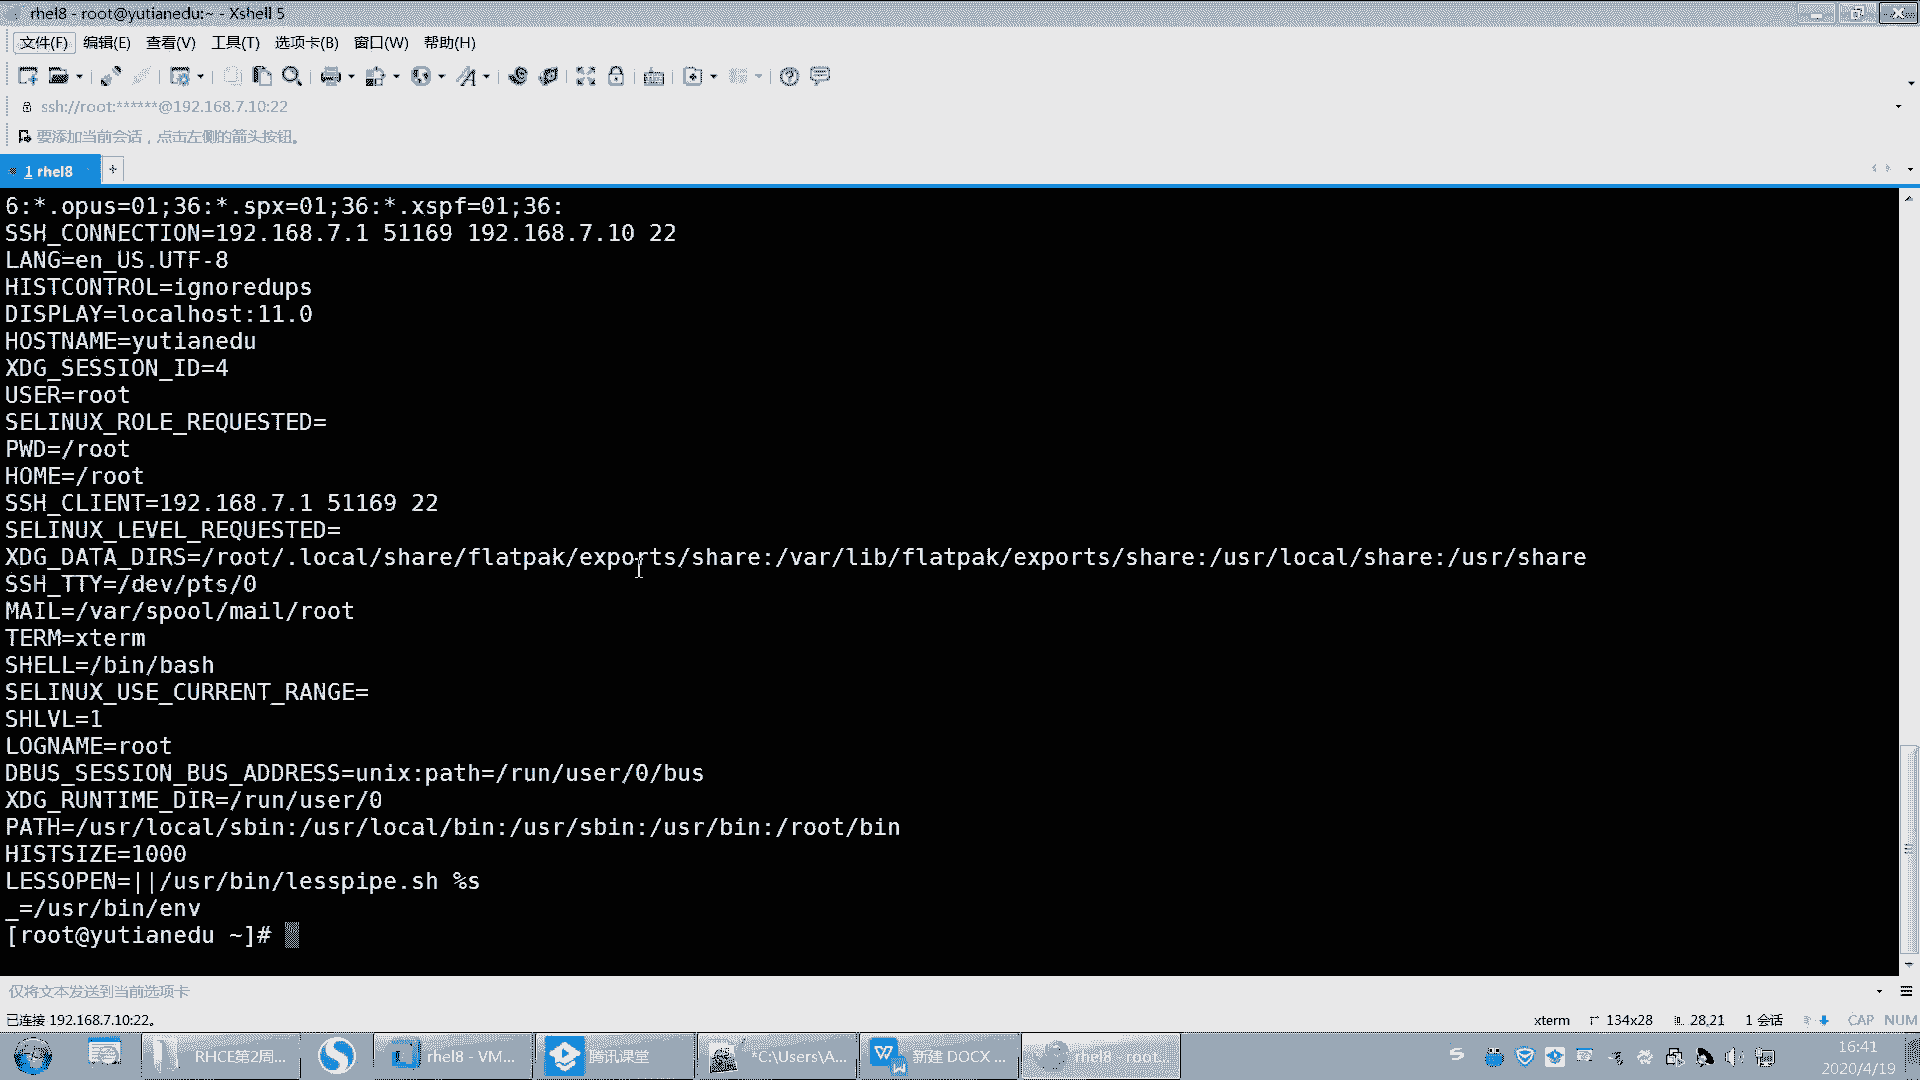 rhel8 - root@yutianedu:~ - Xshell 5
文件(F) 编辑(E) 查看(V) 工具(T) 选项卡(B) 窗口(W) 帮助(H)
ssh://root:******@192.168.7.10:22
要添加当前会话，点击左侧的箭头按钮。
1 rhel8 +
6:*.opus=01;36:*.spx=01;36:*.xspf=01;36:
SSH_CONNECTION=192.168.7.1 51169 192.168.7.10 22
LANG=en_US.UTF-8
HISTCONTROL=ignoredups
DISPLAY=localhost:11.0
HOSTNAME=yutianedu
XDG_SESSION_ID=4
USER=root
SELINUX_ROLE_REQUESTED=
PWD=/root
HOME=/root
SSH_CLIENT=192.168.7.1 51169 22
SELINUX_LEVEL_REQUESTED=
XDG_DATA_DIRS=/root/.local/share/flatpak/exports/share:/var/lib/flatpak/exports/share:/usr/local/share:/usr/share
SSH_TTY=/dev/pts/0
MAIL=/var/spool/mail/root
TERM=xterm
SHELL=/bin/bash
SELINUX_USE_CURRENT_RANGE=
SHLVL=1
LOGNAME=root
DBUS_SESSION_BUS_ADDRESS=unix:path=/run/user/0/bus
XDG_RUNTIME_DIR=/run/user/0
PATH=/usr/local/sbin:/usr/local/bin:/usr/sbin:/usr/bin:/root/bin
HISTSIZE=1000
LESSOPEN=||/usr/bin/lesspipe.sh %s
_=/usr/bin/env
[root@yutianedu ~]#
仅将文本发送到当前选项卡
已连接 192.168.7.10:22。 xterm 134x28 28,21 1 会话 CAP NUM
RHCE第2周... rhel8 - VM... 腾讯课堂 *C:\Users\A... 新建 DOCX ... rhel8 - root... 16:41
2020/4/19